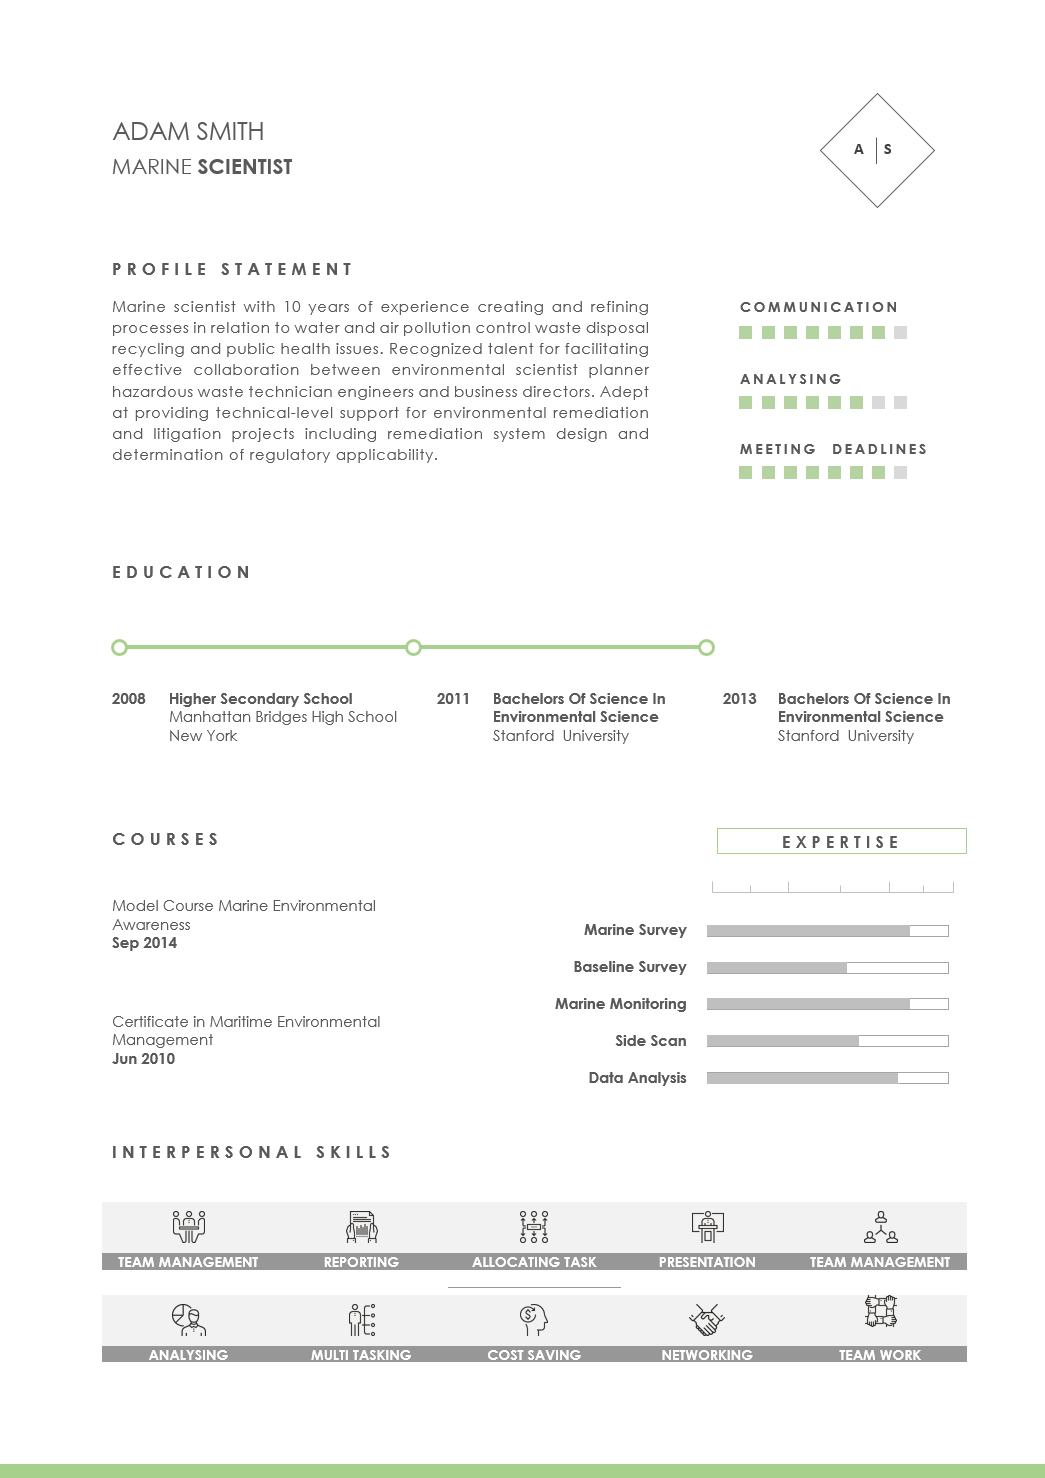 ADAM SMITH
MARINE SCIENTIST
A | S
PROFILE STATEMENT
Marine scientist with 10 years of experience creating and refining
processes in relation to water and air pollution control waste disposal
recycling and public health issues. Recognized talent for facilitating
effective collaboration between environmental scientist planner
hazardous waste technician engineers and business directors. Adept
at providing technical-level support for environmental remediation
and litigation projects including remediation system design and
determination of regulatory applicability.
COMMUNICATION
ANALYSING
MEETING DEADLINES
EDUCATION
2008 Higher Secondary School
Manhattan Bridges High School
New York
2011 Bachelors Of Science In
Environmental Science
Stanford University
2013 Bachelors Of Science In
Environmental Science
Stanford University
COURSES
Model Course Marine Environmental
Awareness
Sep 2014
Certificate in Maritime Environmental
Management
Jun 2010
EXPERTISE
Marine Survey
Baseline Survey
Marine Monitoring
Side Scan
Data Analysis
INTERPERSONAL SKILLS
TEAM MANAGEMENT REPORTING ALLOCATING TASK PRESENTATION TEAM MANAGEMENT
ANALYSING MULTI TASKING COST SAVING NETWORKING TEAM WORK